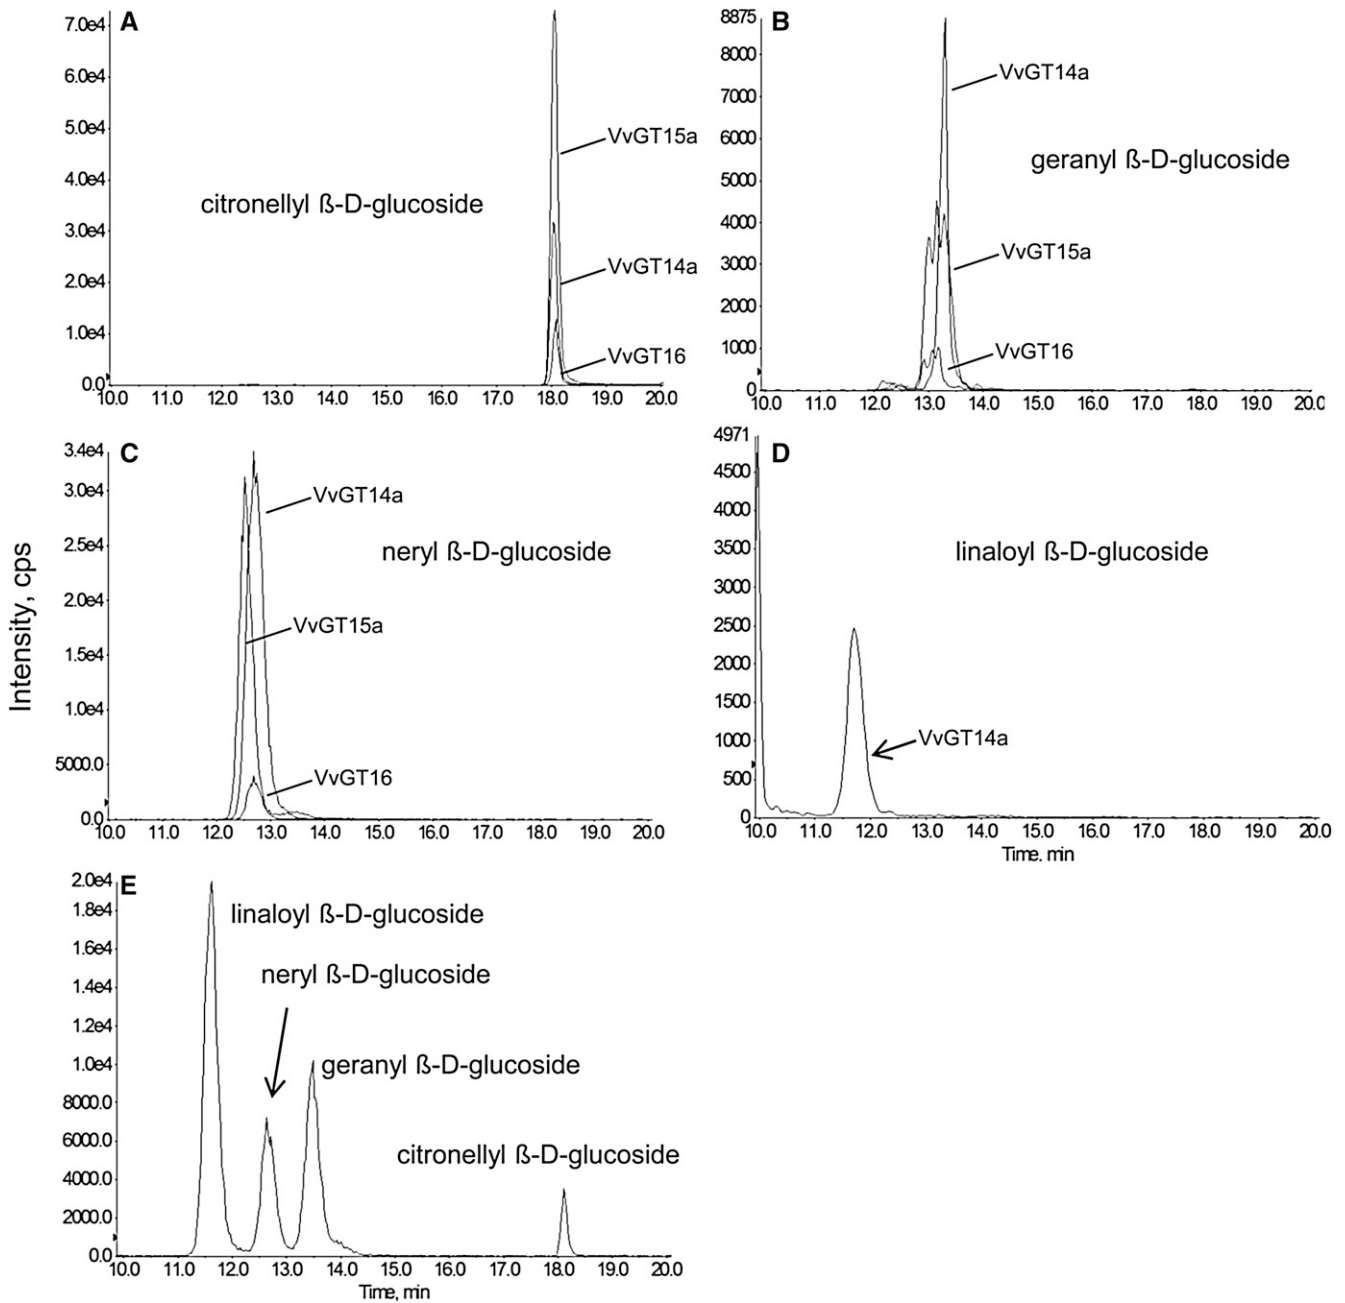 A
7.0e4
6.0e4
5.0e4
4.0e4
3.0e4
2.0e4
1.0e4
0.0
VvGT15a
citronellyl ß-D-glucoside
VvGT14a
VvGT16
10.0 11.0 12.0 13.0 14.0 15.0 16.0 17.0 18.0 19.0 20.0
B
8875
8000
7000
6000
5000
4000
3000
2000
1000
0
VvGT14a
geranyl ß-D-glucoside
VvGT15a
VvGT16
10.0 11.0 12.0 13.0 14.0 15.0 16.0 17.0 18.0 19.0 20.0
Intensity, cps
C
3.4e4
3.0e4
2.5e4
2.0e4
1.5e4
1.0e4
5000.0
0.0
VvGT14a
neryl ß-D-glucoside
VvGT15a
VvGT16
10.0 11.0 12.0 13.0 14.0 15.0 16.0 17.0 18.0 19.0 20.0
D
4971
4500
4000
3500
3000
2500
2000
1500
1000
500
0
linaloyl ß-D-glucoside
VvGT14a
10.0 11.0 12.0 13.0 14.0 15.0 16.0 17.0 18.0 19.0 20.0
Time, min
E
2.0e4
1.8e4
1.6e4
1.4e4
1.2e4
1.0e4
8000.0
6000.0
4000.0
2000.0
0.0
linaloyl ß-D-glucoside
neryl ß-D-glucoside
geranyl ß-D-glucoside
citronellyl ß-D-glucoside
10.0 11.0 12.0 13.0 14.0 15.0 16.0 17.0 18.0 19.0 20.0
Time, min